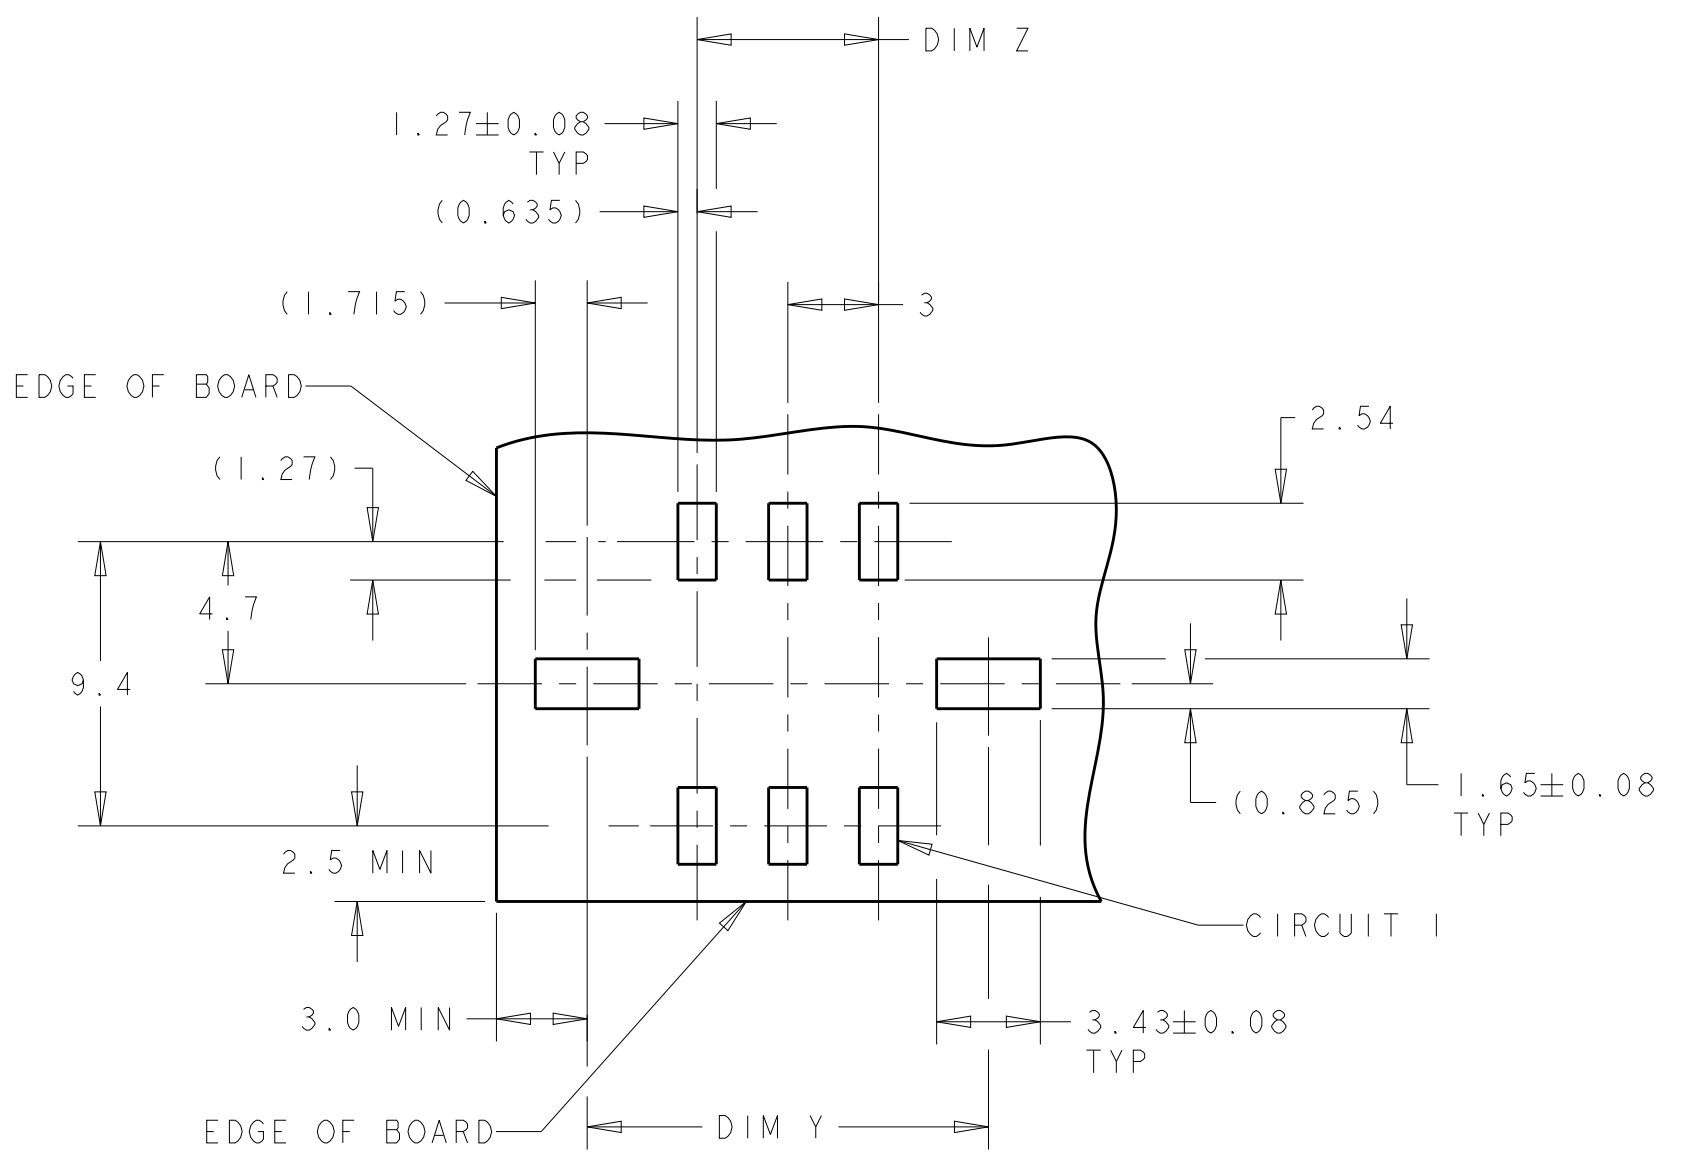 DIM Z
1.27±0.08
TYP
(0.635)
(1.715)
3
EDGE OF BOARD
2.54
(1.27)
4.7
9.4
1.65±0.08
TYP
(0.825)
2.5 MIN
CIRCUIT 1
3.0 MIN
3.43±0.08
TYP
DIM Y
EDGE OF BOARD